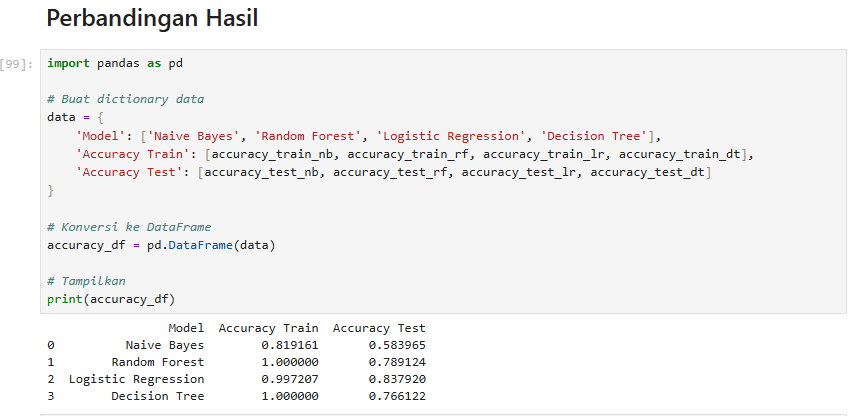 Perbandingan Hasil
[99]:
import pandas as pd
# Buat dictionary data
data = {
'Model': ['Naive Bayes', 'Random Forest', 'Logistic Regression', 'Decision Tree'],
'Accuracy Train': [accuracy_train_nb, accuracy_train_rf, accuracy_train_lr, accuracy_train_dt],
'Accuracy Test': [accuracy_test_nb, accuracy_test_rf, accuracy_test_lr, accuracy_test_dt]
}
# Konversi ke DataFrame
accuracy_df = pd.DataFrame(data)
# Tampilkan
print(accuracy_df)
Model Accuracy Train Accuracy Test
0 Naive Bayes 0.819161 0.583965
1 Random Forest 1.000000 0.789124
2 Logistic Regression 0.997207 0.837920
3 Decision Tree 1.000000 0.766122